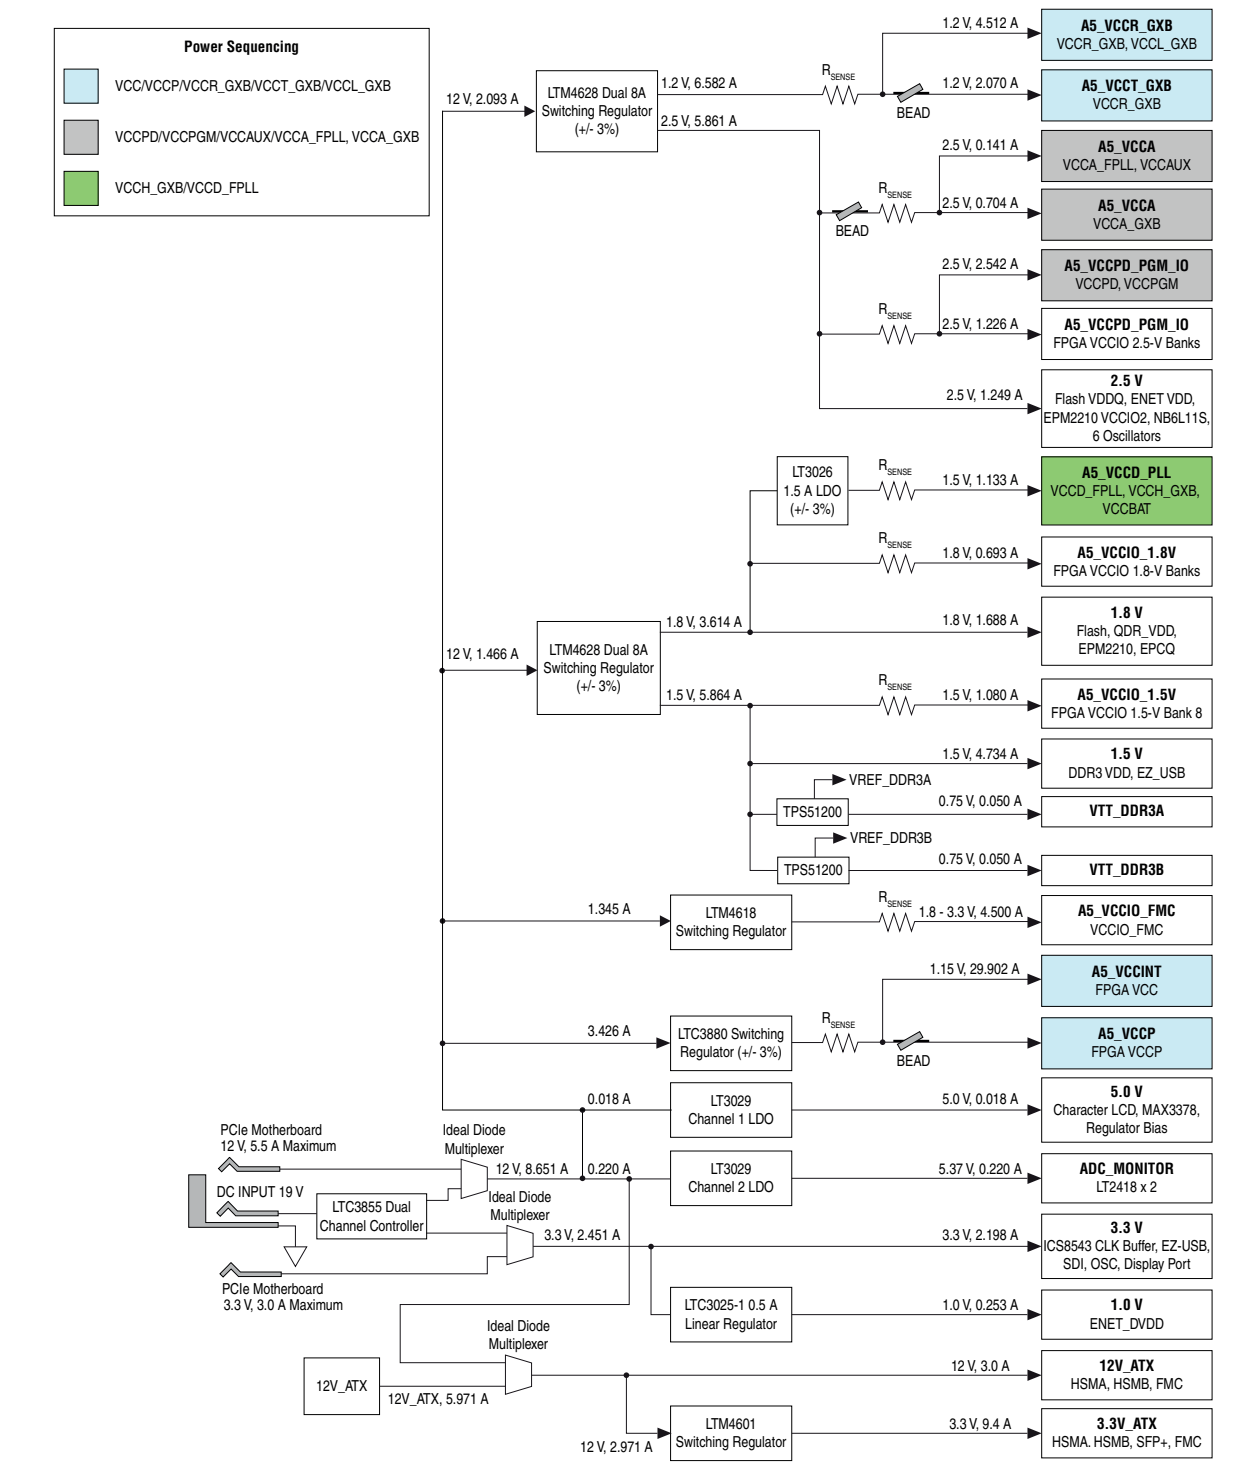 Power Sequencing
VCC/VCCP/VCCR_GXB/VCCT_GXB/VCCL_GXB
VCCPD/VCCPGM/VCCAUX/VCCA_FPLL, VCCA_GXB
VCCH_GXB/VCCD_FPLL
12 V, 2.093 A
LTM4628 Dual 8A
Switching Regulator
(+/- 3%)
1.2 V, 6.582 A
2.5 V, 5.861 A
RSENSE
BEAD
1.2 V, 4.512 A
A5_VCCR_GXB
VCCR_GXB, VCCL_GXB
1.2 V, 2.070 A
A5_VCCT_GXB
VCCR_GXB
BEAD
RSENSE
2.5 V, 0.141 A
A5_VCCA
VCCA_FPLL, VCCAUX
2.5 V, 0.704 A
A5_VCCA
VCCA_GXB
RSENSE
2.5 V, 2.542 A
A5_VCCPD_PGM_IO
VCCPD, VCCPGM
2.5 V, 1.226 A
A5_VCCPD_PGM_IO
FPGA VCCIO 2.5-V Banks
2.5 V, 1.249 A
2.5 V
Flash VDDQ, ENET VDD,
EPM2210 VCCIO2, NB6L11S,
6 Oscillators
LT3026
1.5 A LDO
(+/- 3%)
RSENSE
1.5 V, 1.133 A
A5_VCCD_PLL
VCCD_FPLL, VCCH_GXB,
VCCBAT
RSENSE
1.8 V, 0.693 A
A5_VCCIO_1.8V
FPGA VCCIO 1.8-V Banks
12 V, 1.466 A
LTM4628 Dual 8A
Switching Regulator
(+/- 3%)
1.8 V, 3.614 A
1.5 V, 5.864 A
1.8 V, 1.688 A
1.8 V
Flash, QDR_VDD,
EPM2210, EPCQ
RSENSE
1.5 V, 1.080 A
A5_VCCIO_1.5V
FPGA VCCIO 1.5-V Bank 8
1.5 V, 4.734 A
1.5 V
DDR3 VDD, EZ_USB
VREF_DDR3A
TPS51200
0.75 V, 0.050 A
VTT_DDR3A
VREF_DDR3B
TPS51200
0.75 V, 0.050 A
VTT_DDR3B
1.345 A
LTM4618
Switching Regulator
RSENSE
1.8 - 3.3 V, 4.500 A
A5_VCCIO_FMC
VCCIO_FMC
3.426 A
LTC3880 Switching
Regulator (+/- 3%)
RSENSE
BEAD
1.15 V, 29.902 A
A5_VCCINT
FPGA VCC
A5_VCCP
FPGA VCCP
0.018 A
LT3029
Channel 1 LDO
5.0 V, 0.018 A
5.0 V
Character LCD, MAX3378,
Regulator Bias
PCIe Motherboard
12 V, 5.5 A Maximum
Ideal Diode
Multiplexer
12 V, 8.651 A
0.220 A
LT3029
Channel 2 LDO
5.37 V, 0.220 A
ADC_MONITOR
LT2418 x 2
DC INPUT 19 V
LTC3855 Dual
Channel Controller
Ideal Diode
Multiplexer
3.3 V, 2.451 A
3.3 V, 2.198 A
3.3 V
ICS8543 CLK Buffer, EZ-USB,
SDI, OSC, Display Port
PCIe Motherboard
3.3 V, 3.0 A Maximum
LTC3025-1 0.5 A
Linear Regulator
1.0 V, 0.253 A
1.0 V
ENET_DVDD
Ideal Diode
Multiplexer
12V_ATX
12V_ATX, 5.971 A
12 V, 3.0 A
12V_ATX
HSMA, HSMB, FMC
12 V, 2.971 A
LTM4601
Switching Regulator
3.3 V, 9.4 A
3.3V_ATX
HSMA. HSMB, SFP+, FMC